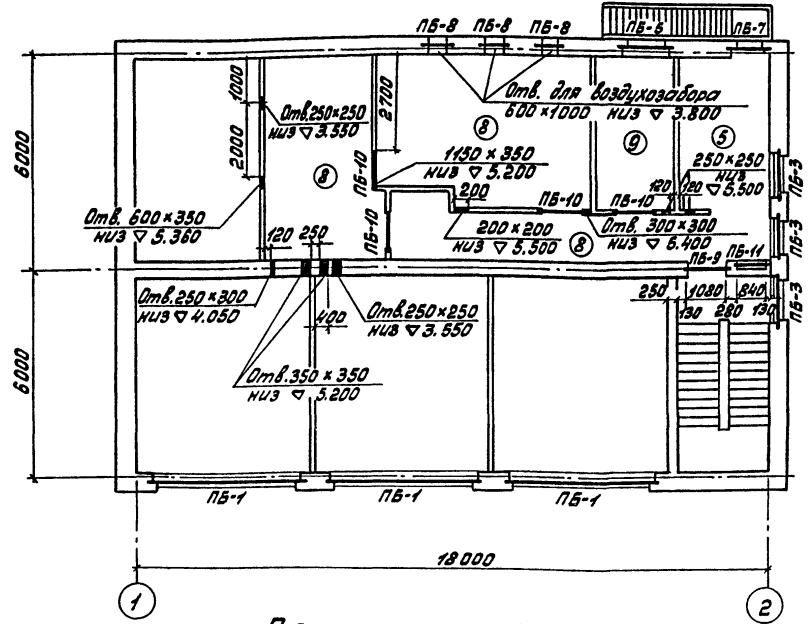 ПБ-8 ПБ-8 ПБ-8 ПБ-6 ПБ-7
1000
Отв.250×250
низ ▽ 3.550
2700
Отв. для воздухозабора
600×1000 низ ▽ 3.800
8
9
5
6000
2000
8
ПБ-10
1150 × 350
низ ▽ 5.200
250×250
низ
▽ 5.500
ПБ-3
200
ПБ-10
ПБ-10
120
120
Отв. 600×350
низ ▽ 5.360
120
250
ПБ-10
200 × 200
низ ▽ 5.500
8
Отв. 300×300
низ ▽ 6.400
ПБ-9
ПБ-11
ПБ-3
Отв.250×300
низ ▽ 4.050
400
Отв.250×250
низ ▽ 3.550
250
130
1080
280
840
130
ПБ-3
6000
Отв.350 × 350
низ ▽ 5.200
ПБ-1 ПБ-1 ПБ-1
18000
1
2